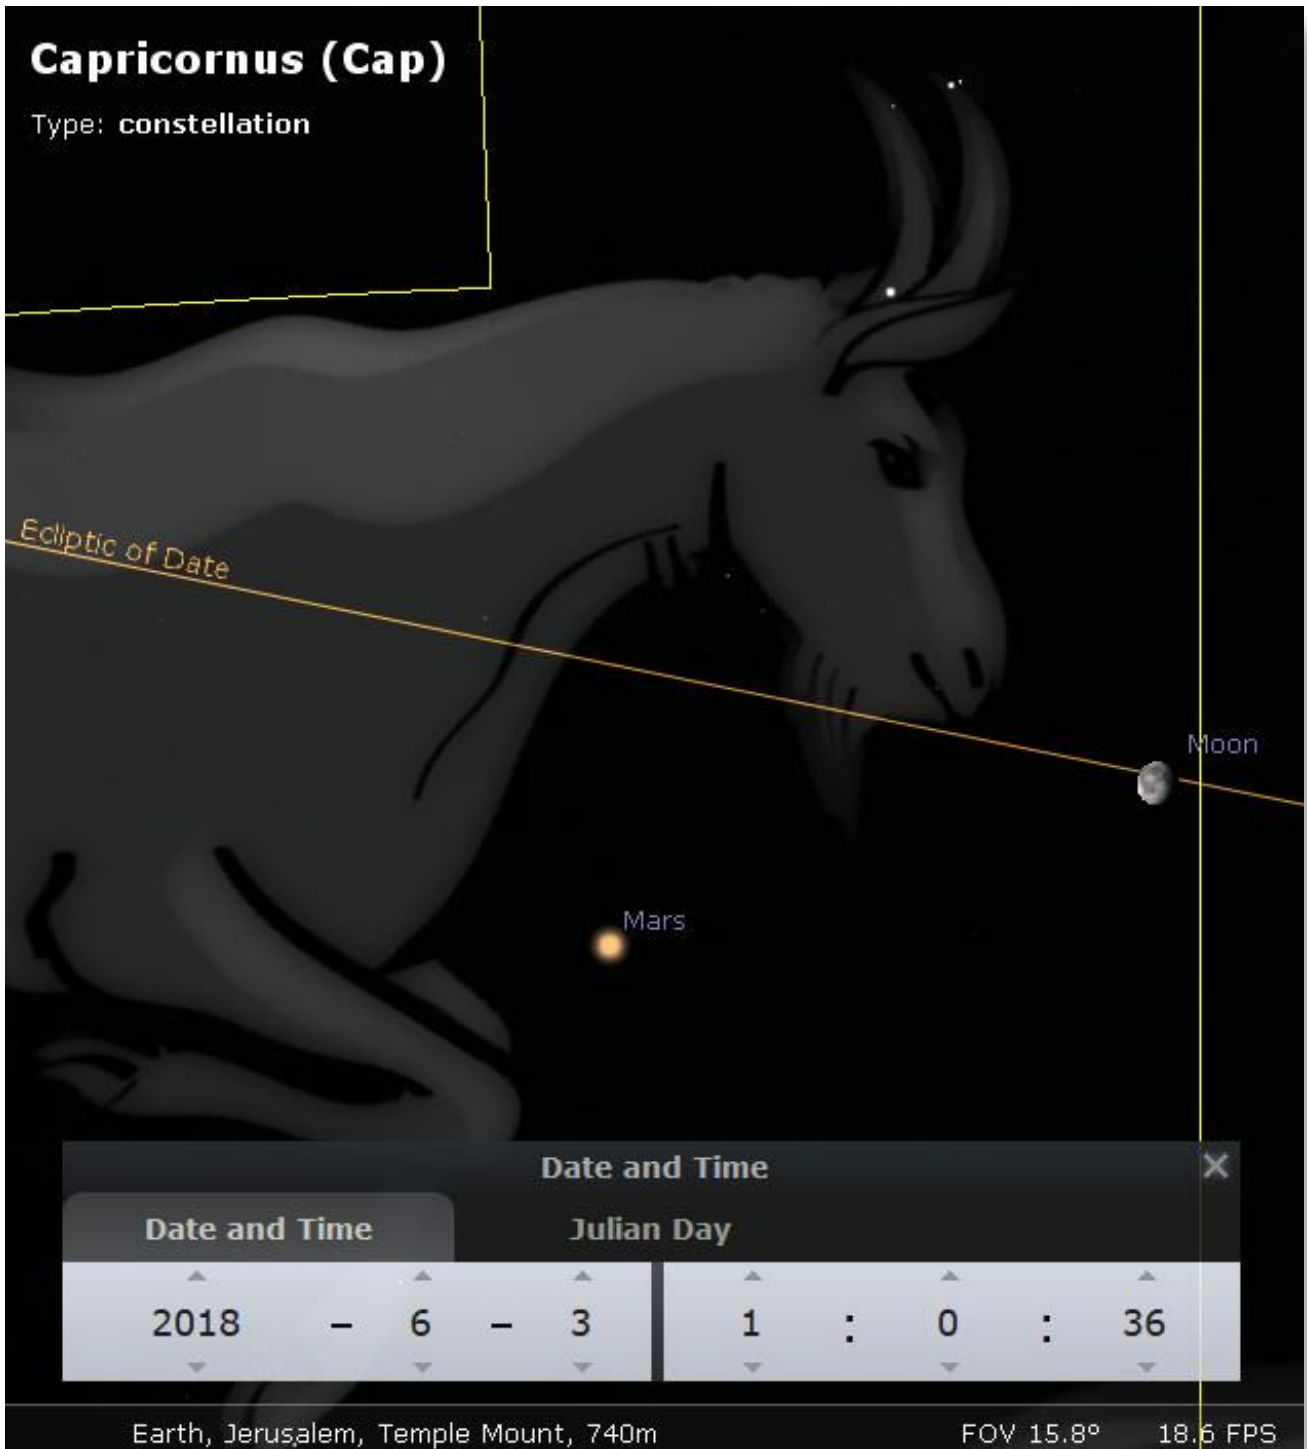 Capricornus (Cap)
Type: constellation
Ecliptic of Date
Moon
Mars
Date and Time
Date and Time Julian Day
2018 - 6 - 3 1 : 0 : 36
Earth, Jerusalem, Temple Mount, 740m FOV 15.8º 18.6 FPS